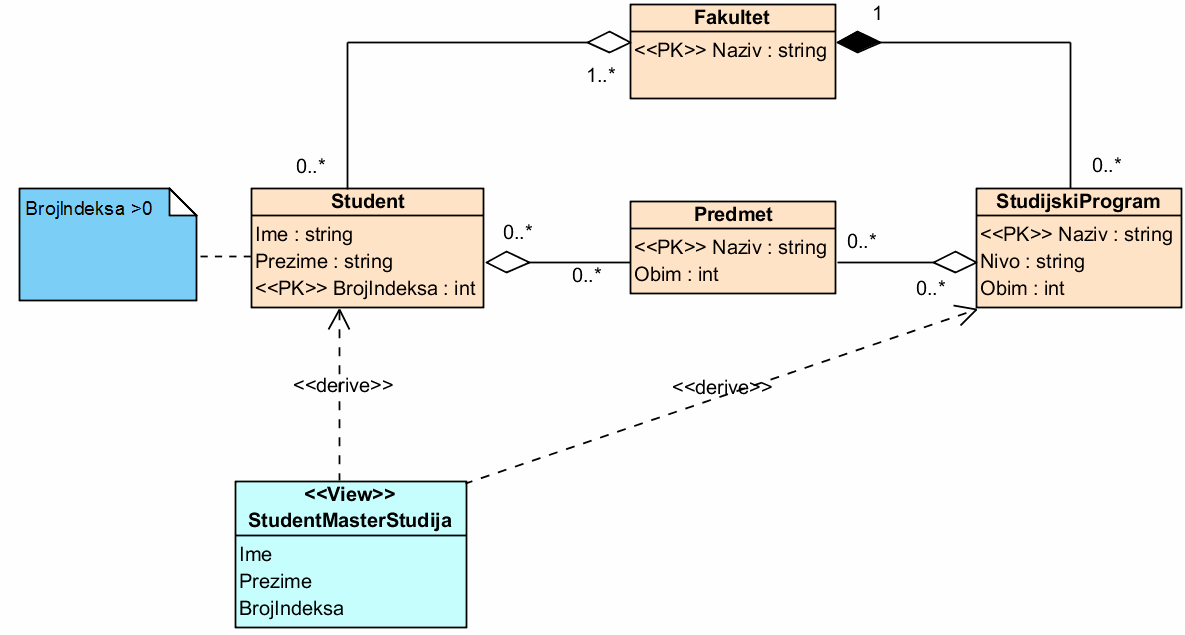 Fakultet
<<PK>> Naziv : string
1
1..*
0..*
0..*
BrojIndeksa >0
Student
Ime : string
Prezime : string
<<PK>> BrojIndeksa : int
0..*
0..*
Predmet
<<PK>> Naziv : string
Obim : int
0..*
0..*
StudijskiProgram
<<PK>> Naziv : string
Nivo : string
Obim : int
<<derive>>
<<derive>>
<<View>>
StudentMasterStudija
Ime
Prezime
BrojIndeksa